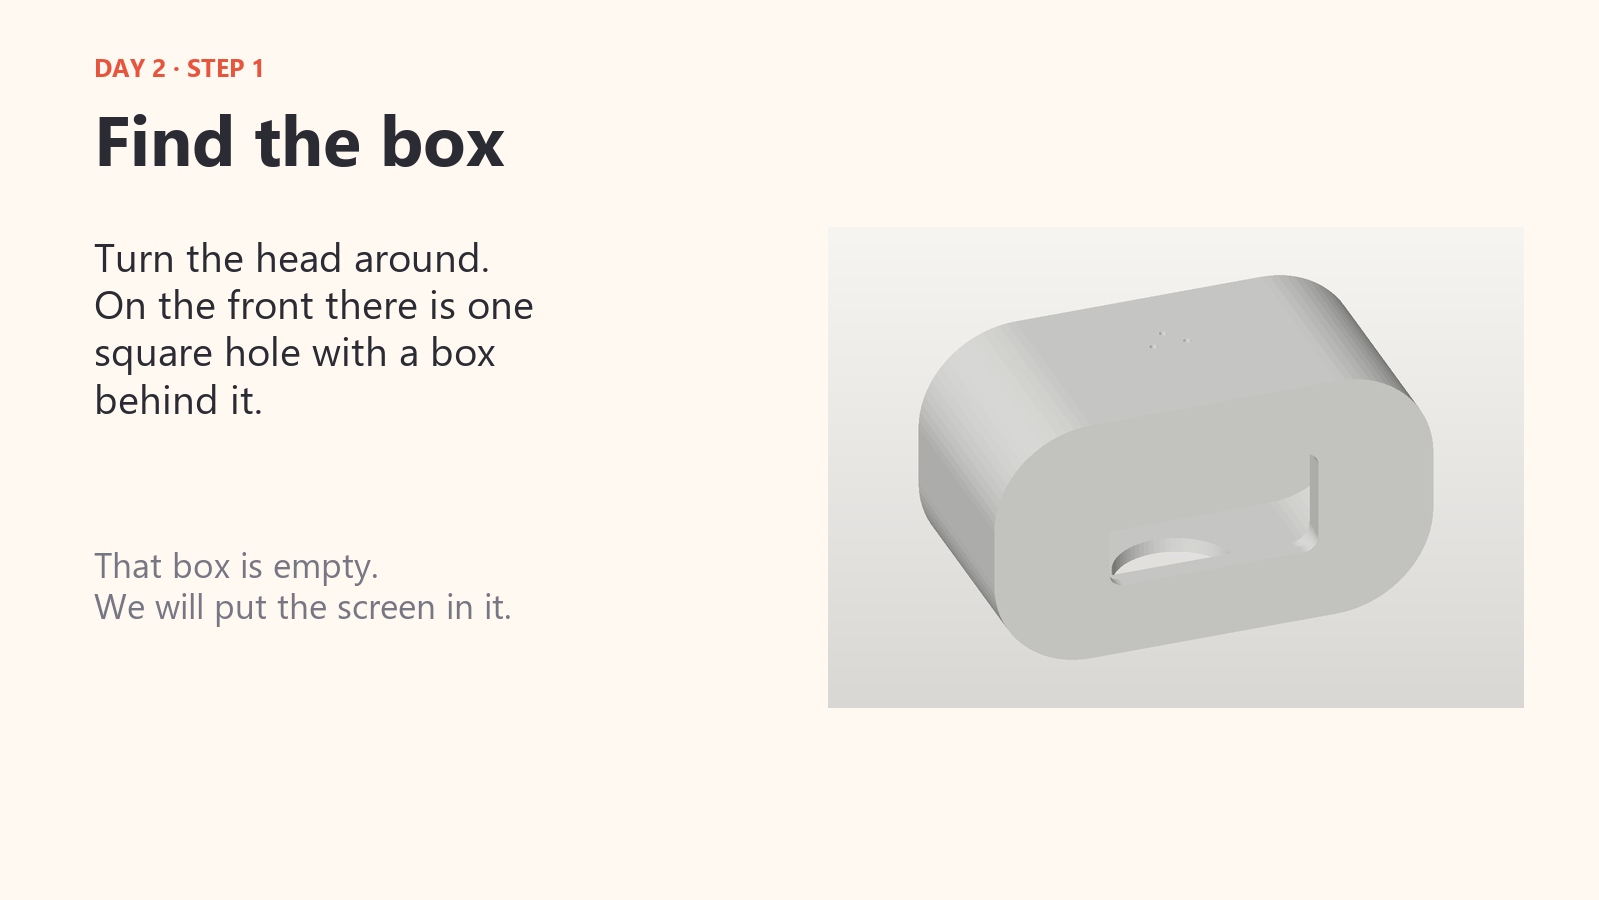 DAY 2 · STEP 1
Find the box
Turn the head around.
On the front there is one
square hole with a box
behind it.
That box is empty.
We will put the screen in it.